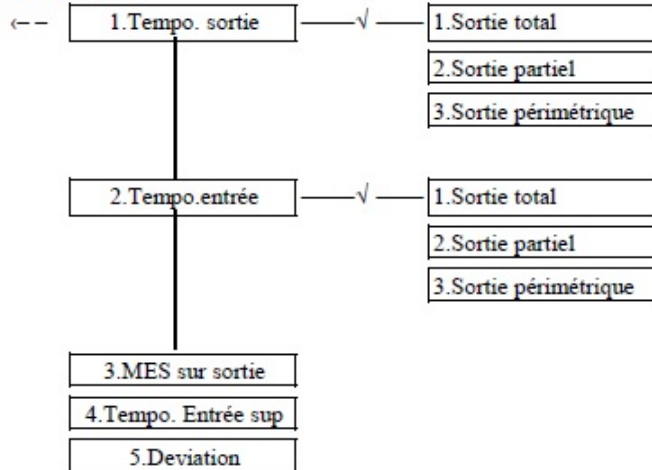 1.Tempo. sortie
√
1.Sortie total
2.Sortie partiel
3.Sortie périmétrique
2.Tempo.entrée
√
1.Sortie total
2.Sortie partiel
3.Sortie périmétrique
3.MES sur sortie
4.Tempo. Entrée sup
5.Deviation